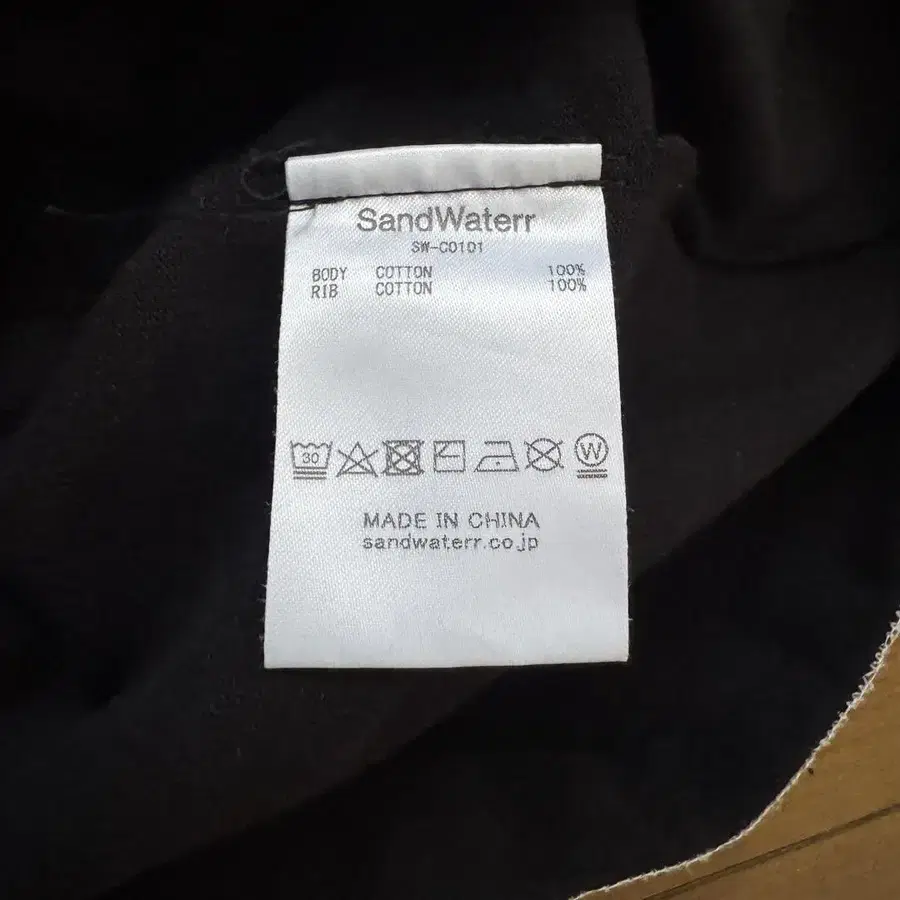 SandWaterr
SW-C0101
BODY COTTON 100%
RIB COTTON 100%
30 W
MADE IN CHINA
sandwaterr.co.jp